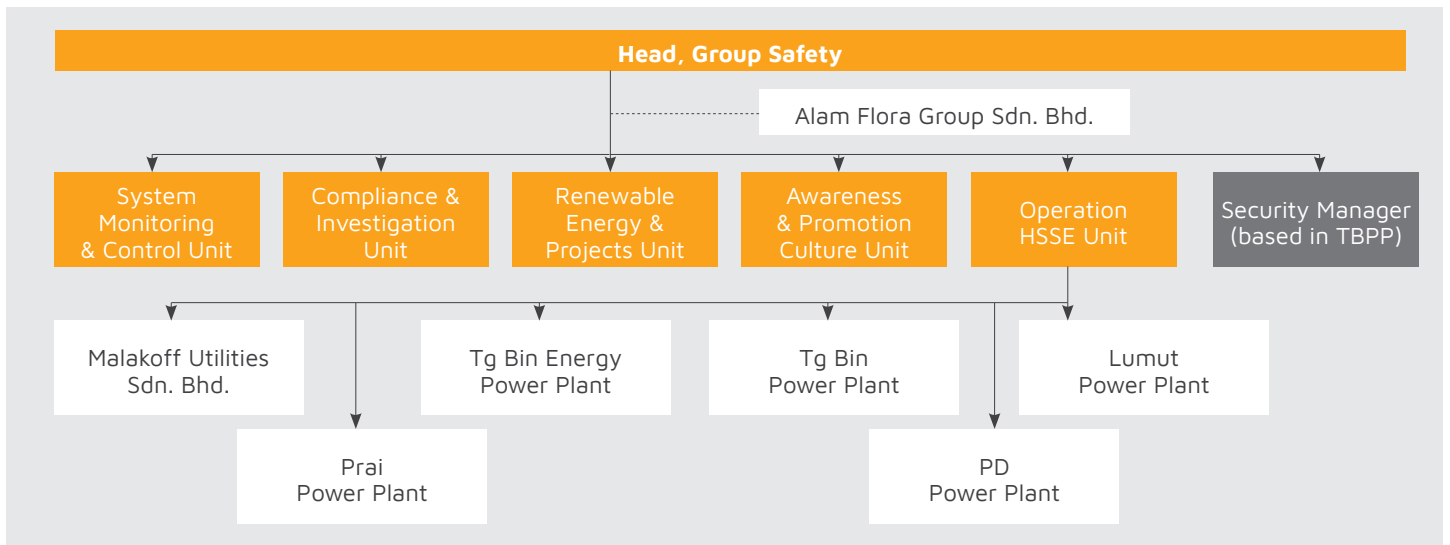 Head, Group Safety
Alam Flora Group Sdn. Bhd.
System
Monitoring
& Control Unit
Compliance &
Investigation
Unit
Renewable
Energy &
Projects Unit
Awareness
& Promotion
Culture Unit
Operation
HSSE Unit
Security Manager
(based in TBPP)
Malakoff Utilities
Sdn. Bhd.
Tg Bin Energy
Power Plant
Tg Bin
Power Plant
Lumut
Power Plant
Prai
Power Plant
PD
Power Plant